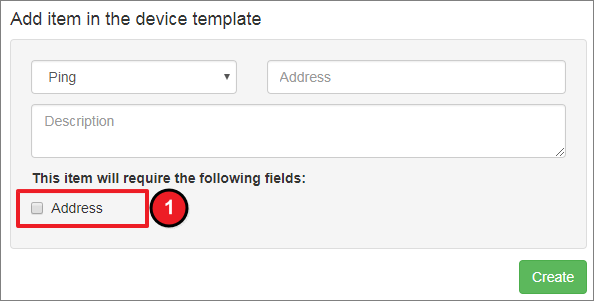 Add item in the device template
Ping
Address
Description
This item will require the following fields:
Address
1
Create